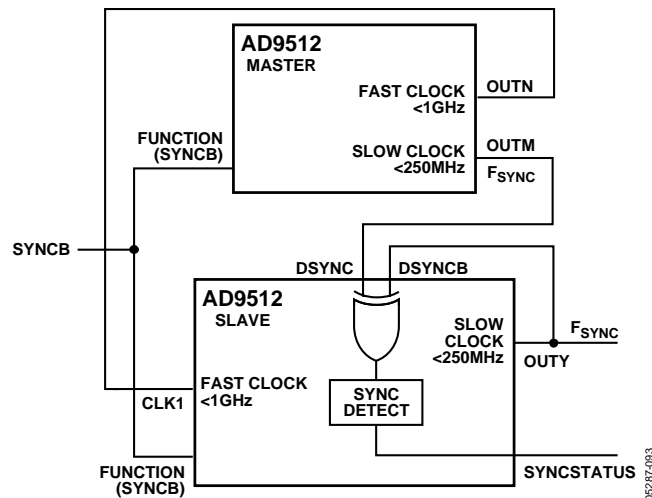 AD9512
MASTER
FAST CLOCK
<1GHz
OUTN
FUNCTION
(SYNCB)
SLOW CLOCK
<250MHz
OUTM
FSYNC
SYNCB
DSYNC
DSYNCB
AD9512
SLAVE
SLOW
CLOCK
<250MHz
FSYNC
OUTY
FAST CLOCK
<1GHz
CLK1
SYNC
DETECT
FUNCTION
(SYNCB)
SYNCSTATUS
05287-093